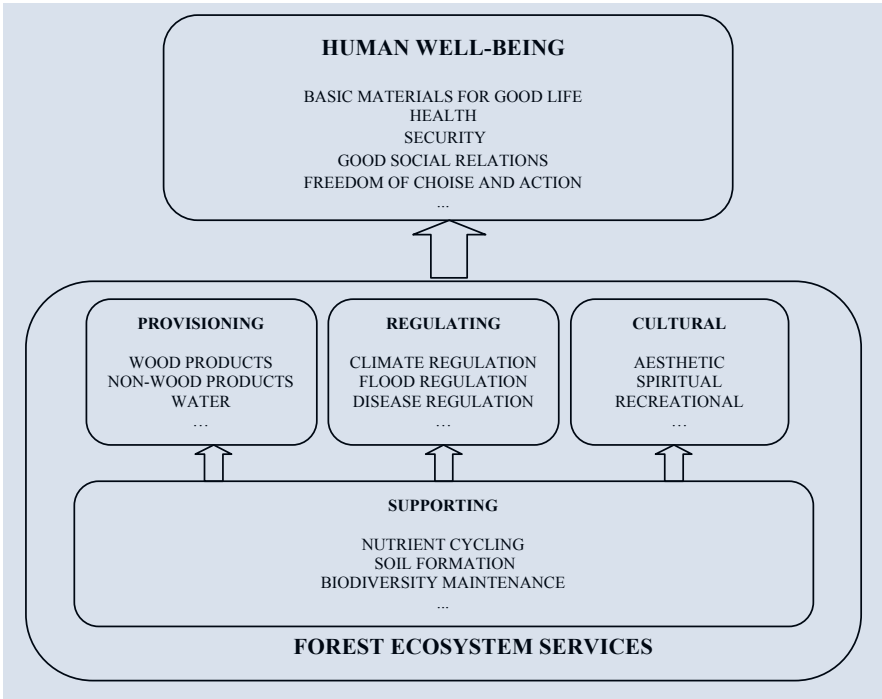 HUMAN WELL-BEING
BASIC MATERIALS FOR GOOD LIFE
HEALTH
SECURITY
GOOD SOCIAL RELATIONS
FREEDOM OF CHOISE AND ACTION
...
PROVISIONING
WOOD PRODUCTS
NON-WOOD PRODUCTS
WATER
...
REGULATING
CLIMATE REGULATION
FLOOD REGULATION
DISEASE REGULATION
...
CULTURAL
AESTHETIC
SPIRITUAL
RECREATIONAL
...
SUPPORTING
NUTRIENT CYCLING
SOIL FORMATION
BIODIVERSITY MAINTENANCE
...
FOREST ECOSYSTEM SERVICES